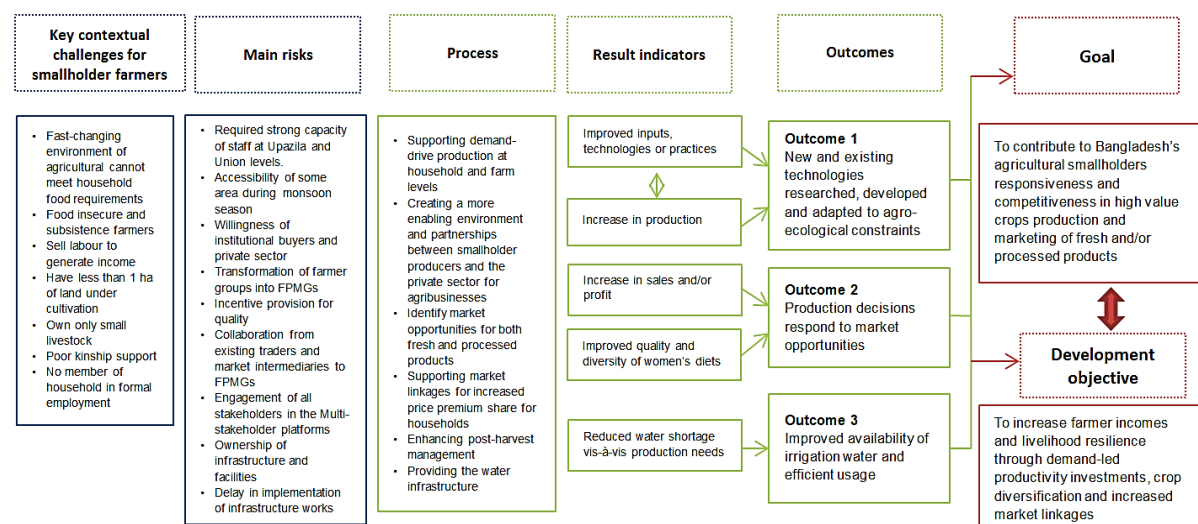 Key contextual
challenges for
smallholder farmers
Main risks
Process
Result indicators
Outcomes
Goal
• Fast-changing
environment of
agricultural cannot
meet household
food requirements
• Food insecure and
subsistence farmers
• Sell labour to
generate income
• Have less than 1 ha
of land under
cultivation
• Own only small
livestock
• Poor kinship support
• No member of
household in formal
employment
• Required strong capacity
of staff at Upazila and
Union levels.
• Accessibility of some
area during monsoon
season
• Willingness of
institutional buyers and
private sector
• Transformation of farmer
groups into FPMGs
• Incentive provision for
quality
• Collaboration from
existing traders and
market intermediaries to
FPMGs
• Engagement of all
stakeholders in the Multi-
stakeholder platforms
• Ownership of
infrastructure and
facilities
• Delay in implementation
of infrastructure works
• Supporting demand-
drive production at
household and farm
levels
• Creating a more
enabling environment
and partnerships
between smallholder
producers and the
private sector for
agribusinesses
• Identify market
opportunities for both
fresh and processed
products
• Supporting market
linkages for increased
price premium share for
households
• Enhancing post-harvest
management
• Providing the water
infrastructure
Improved inputs,
technologies or practices
Increase in production
Increase in sales and/or
profit
Improved quality and
diversity of women's diets
Reduced water shortage
vis-à-vis production needs
Outcome 1
New and existing
technologies
researched, developed
and adapted to agro-
ecological constraints
Outcome 2
Production decisions
respond to market
opportunities
Outcome 3
Improved availability of
irrigation water and
efficient usage
To contribute to Bangladesh's
agricultural smallholders
responsiveness and
competitiveness in high value
crops production and
marketing of fresh and/or
processed products
Development
objective
To increase farmer incomes
and livelihood resilience
through demand-led
productivity investments, crop
diversification and increased
market linkages